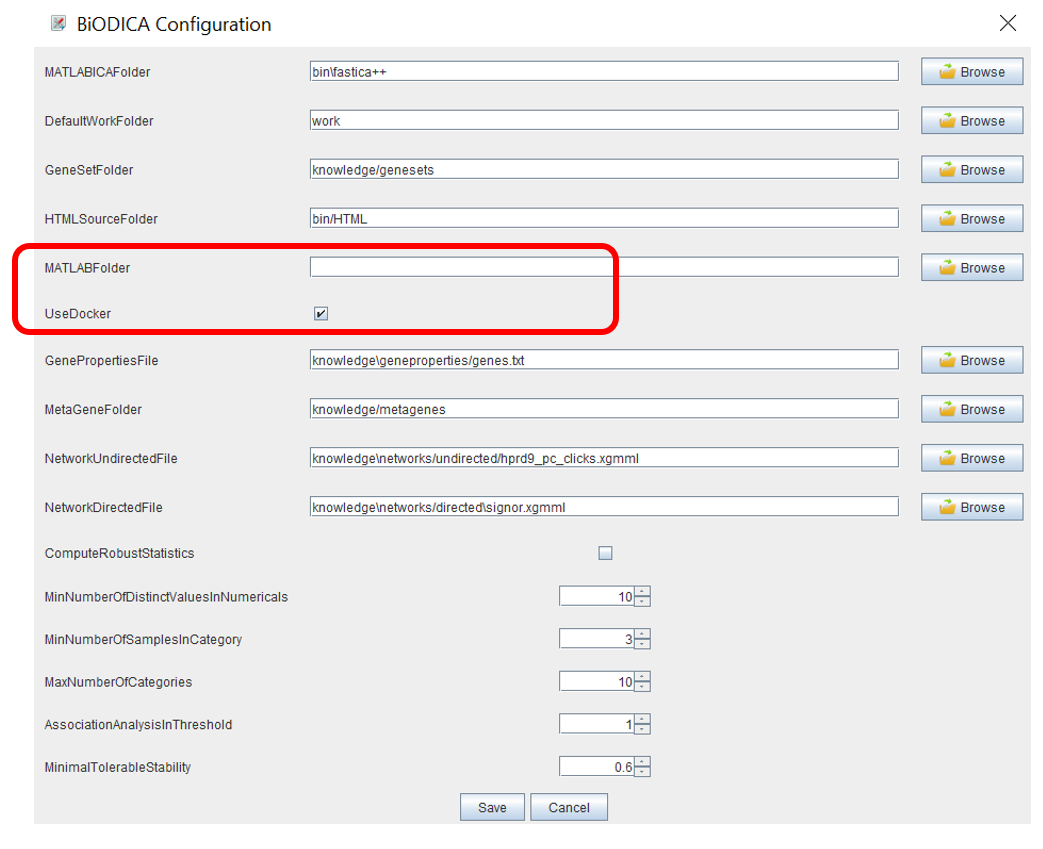 BiODICA Configuration
MATLABICAFolder bin\fastica++ Browse
DefaultWorkFolder work Browse
GeneSetFolder knowledge/genesets Browse
HTMLSourceFolder bin/HTML Browse
MATLABFolder Browse
UseDocker
GenePropertiesFile knowledge\geneproperties/genes.txt Browse
MetaGeneFolder knowledge/metagenes Browse
NetworkUndirectedFile knowledge\networks/undirected/hprd9_pc_clicks.xgmml Browse
NetworkDirectedFile knowledge\networks/directed\signor.xgmml Browse
ComputeRobustStatistics
MinNumberOfDistinctValuesInNumericals 10
MinNumberOfSamplesInCategory 3
MaxNumberOfCategories 10
AssociationAnalysisInThreshold 1
MinimalTolerableStability 0.6
Save Cancel